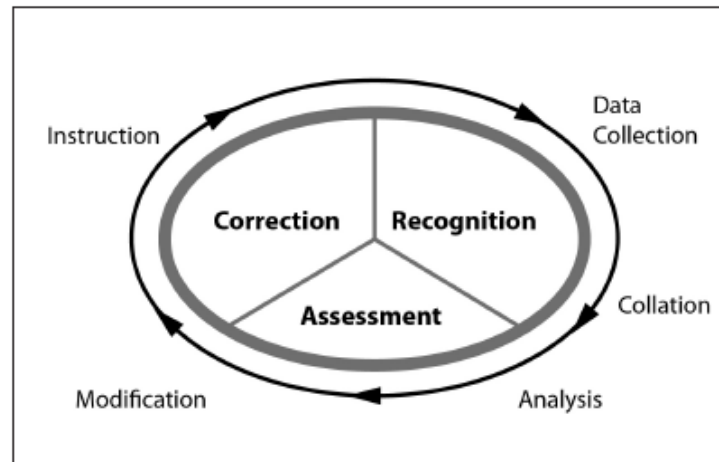 Data
Collection
Instruction
Correction
Recognition
Assessment
Collation
Modification
Analysis